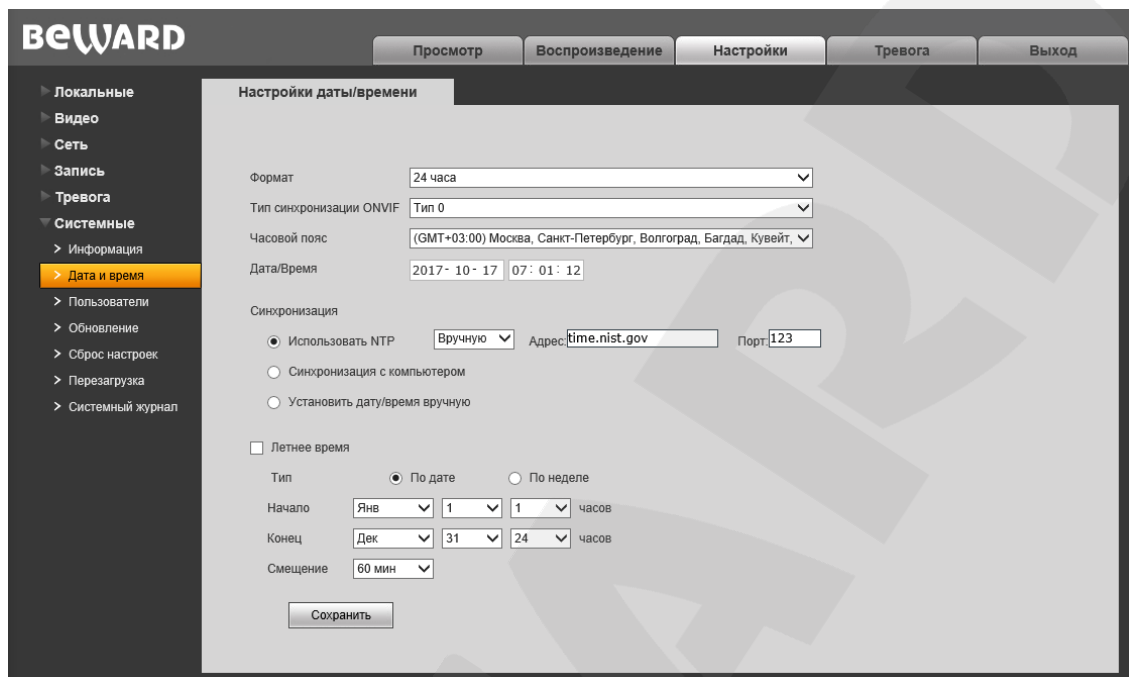 BEWARD
Просмотр Воспроизведение Настройки Тревога Выход
Локальные
Видео
Сеть
Запись
Тревога
Системные
> Информация
> Дата и время
> Пользователи
> Обновление
> Сброс настроек
> Перезагрузка
> Системный журнал
Настройки даты/времени
Формат 24 часа
Тип синхронизации ONVIF Тип 0
Часовой пояс (GMT+03:00) Москва, Санкт-Петербург, Волгоград, Багдад, Кувейт,
Дата/Время 2017- 10- 17 07: 01: 12
Синхронизация
Использовать NTP Вручную Адрес: time.nist.gov Порт: 123
Синхронизация с компьютером
Установить дату/время вручную
Летнее время
Тип По дате По неделе
Начало Янв 1 1 часов
Конец Дек 31 24 часов
Смещение 60 мин
Сохранить